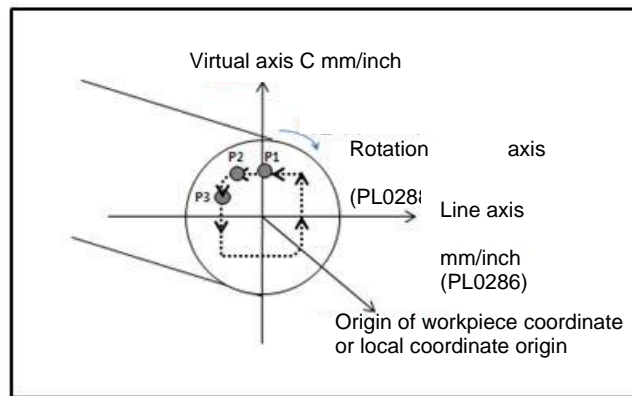 Virtual axis C mm/inch
Rotation axis
(PL0288
P2 P1
P3
Line axis
mm/inch
(PL0286)
Origin of workpiece coordinate
or local coordinate origin